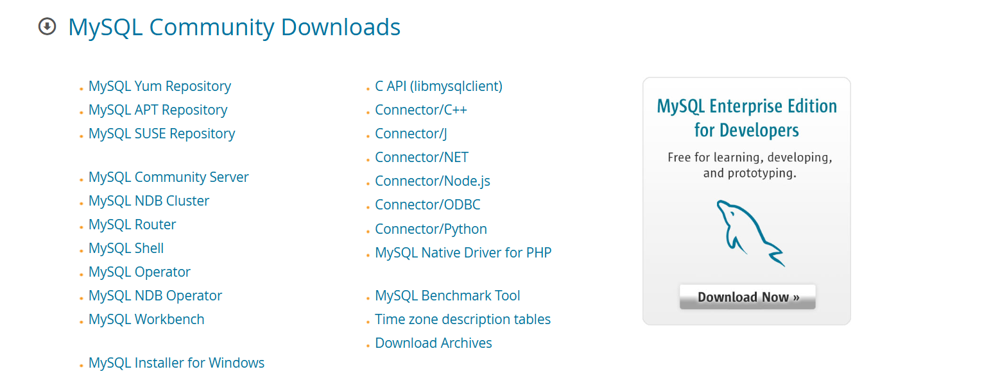 MySQL Community Downloads
MySQL Yum Repository
MySQL APT Repository
MySQL SUSE Repository
MySQL Community Server
MySQL NDB Cluster
MySQL Router
MySQL Shell
MySQL Operator
MySQL NDB Operator
MySQL Workbench
MySQL Installer for Windows
C API (libmysqlclient)
Connector/C++
Connector/J
Connector/NET
Connector/Node.js
Connector/ODBC
Connector/Python
MySQL Native Driver for PHP
MySQL Benchmark Tool
Time zone description tables
Download Archives
MySQL Enterprise Edition
for Developers
Free for learning, developing,
and prototyping.
Download Now »